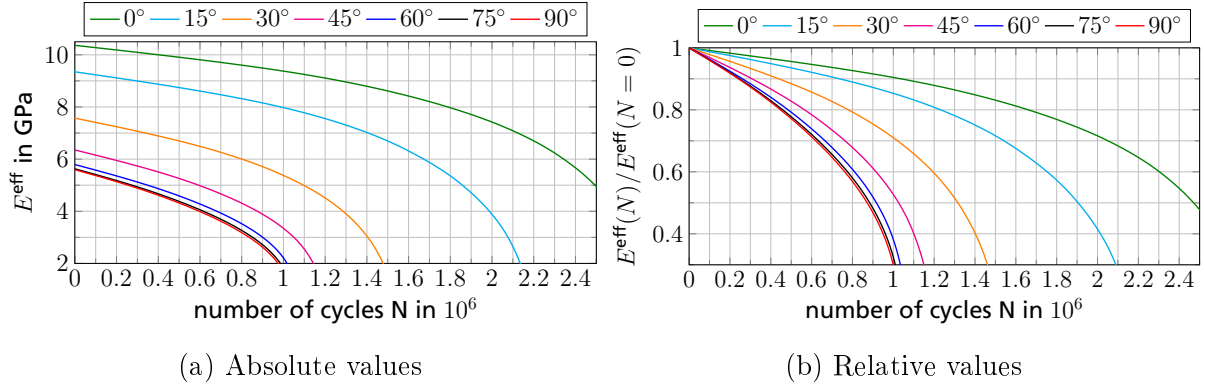 0° 15° 30° 45° 60° 75° 90°
10
8
6
4
2
E^eff in GPa
0 0.2 0.4 0.6 0.8 1 1.2 1.4 1.6 1.8 2 2.2 2.4
number of cycles N in 10^6
(a) Absolute values
0° 15° 30° 45° 60° 75° 90°
1
0.8
0.6
0.4
E^eff(N)/E^eff(N = 0)
0 0.2 0.4 0.6 0.8 1 1.2 1.4 1.6 1.8 2 2.2 2.4
number of cycles N in 10^6
(b) Relative values